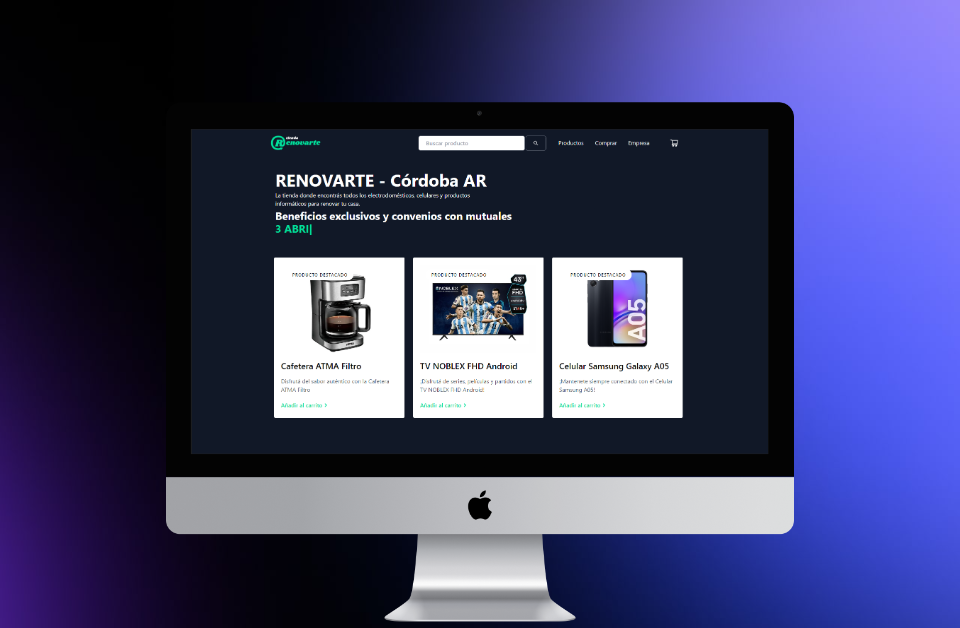 tienda
Renovarte
Buscar producto
Productos
Comprar
Empresa
RENOVARTE - Córdoba AR
La tienda donde encontrás todos los electrodomésticos, celulares y productos
informáticos para renovar tu casa.
Beneficios exclusivos y convenios con mutuales
3 ABRI|
PRODUCTO DESTACADO
Cafetera ATMA Filtro
Disfrutá del sabor auténtico con la Cafetera
ATMA Filtro
Añadir al carrito
PRODUCTO DESTACADO
43"
NOBLEX
FHD
TV NOBLEX FHD Android
¡Disfrutá de series, películas y partidos con el
TV NOBLEX FHD Android!
Añadir al carrito
PRODUCTO DESTACADO
A05
Celular Samsung Galaxy A05
¡Mantenete siempre conectado con el Celular
Samsung A05!
Añadir al carrito